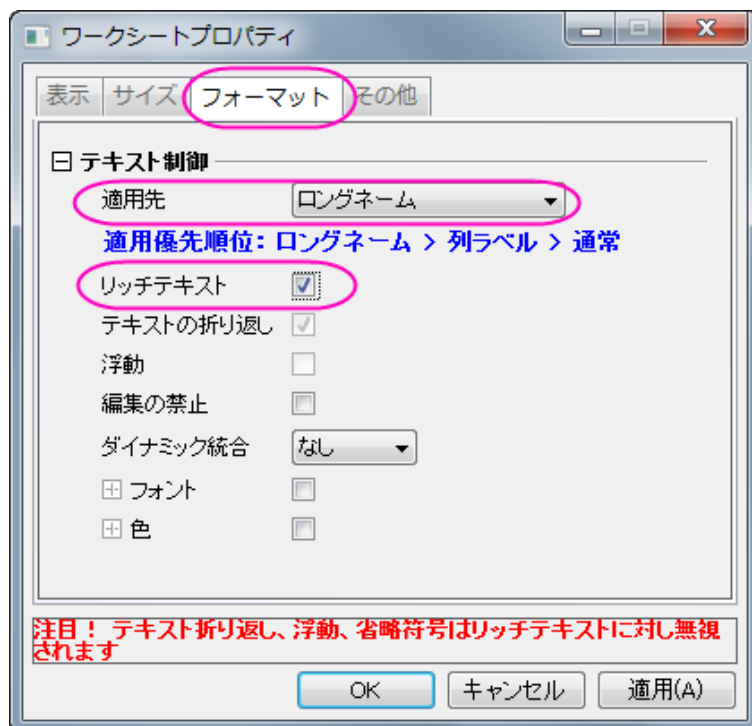 ワークシートプロパティ
表示 サイズ フォーマット その他
テキスト制御
適用先 ロングネーム
適用優先順位: ロングネーム > 列ラベル > 通常
リッチテキスト
テキストの折り返し
浮動
編集の禁止
ダイナミック統合 なし
フォント
色
注目! テキスト折り返し、浮動、省略符号はリッチテキストに対し無視
されます
OK キャンセル 適用(A)